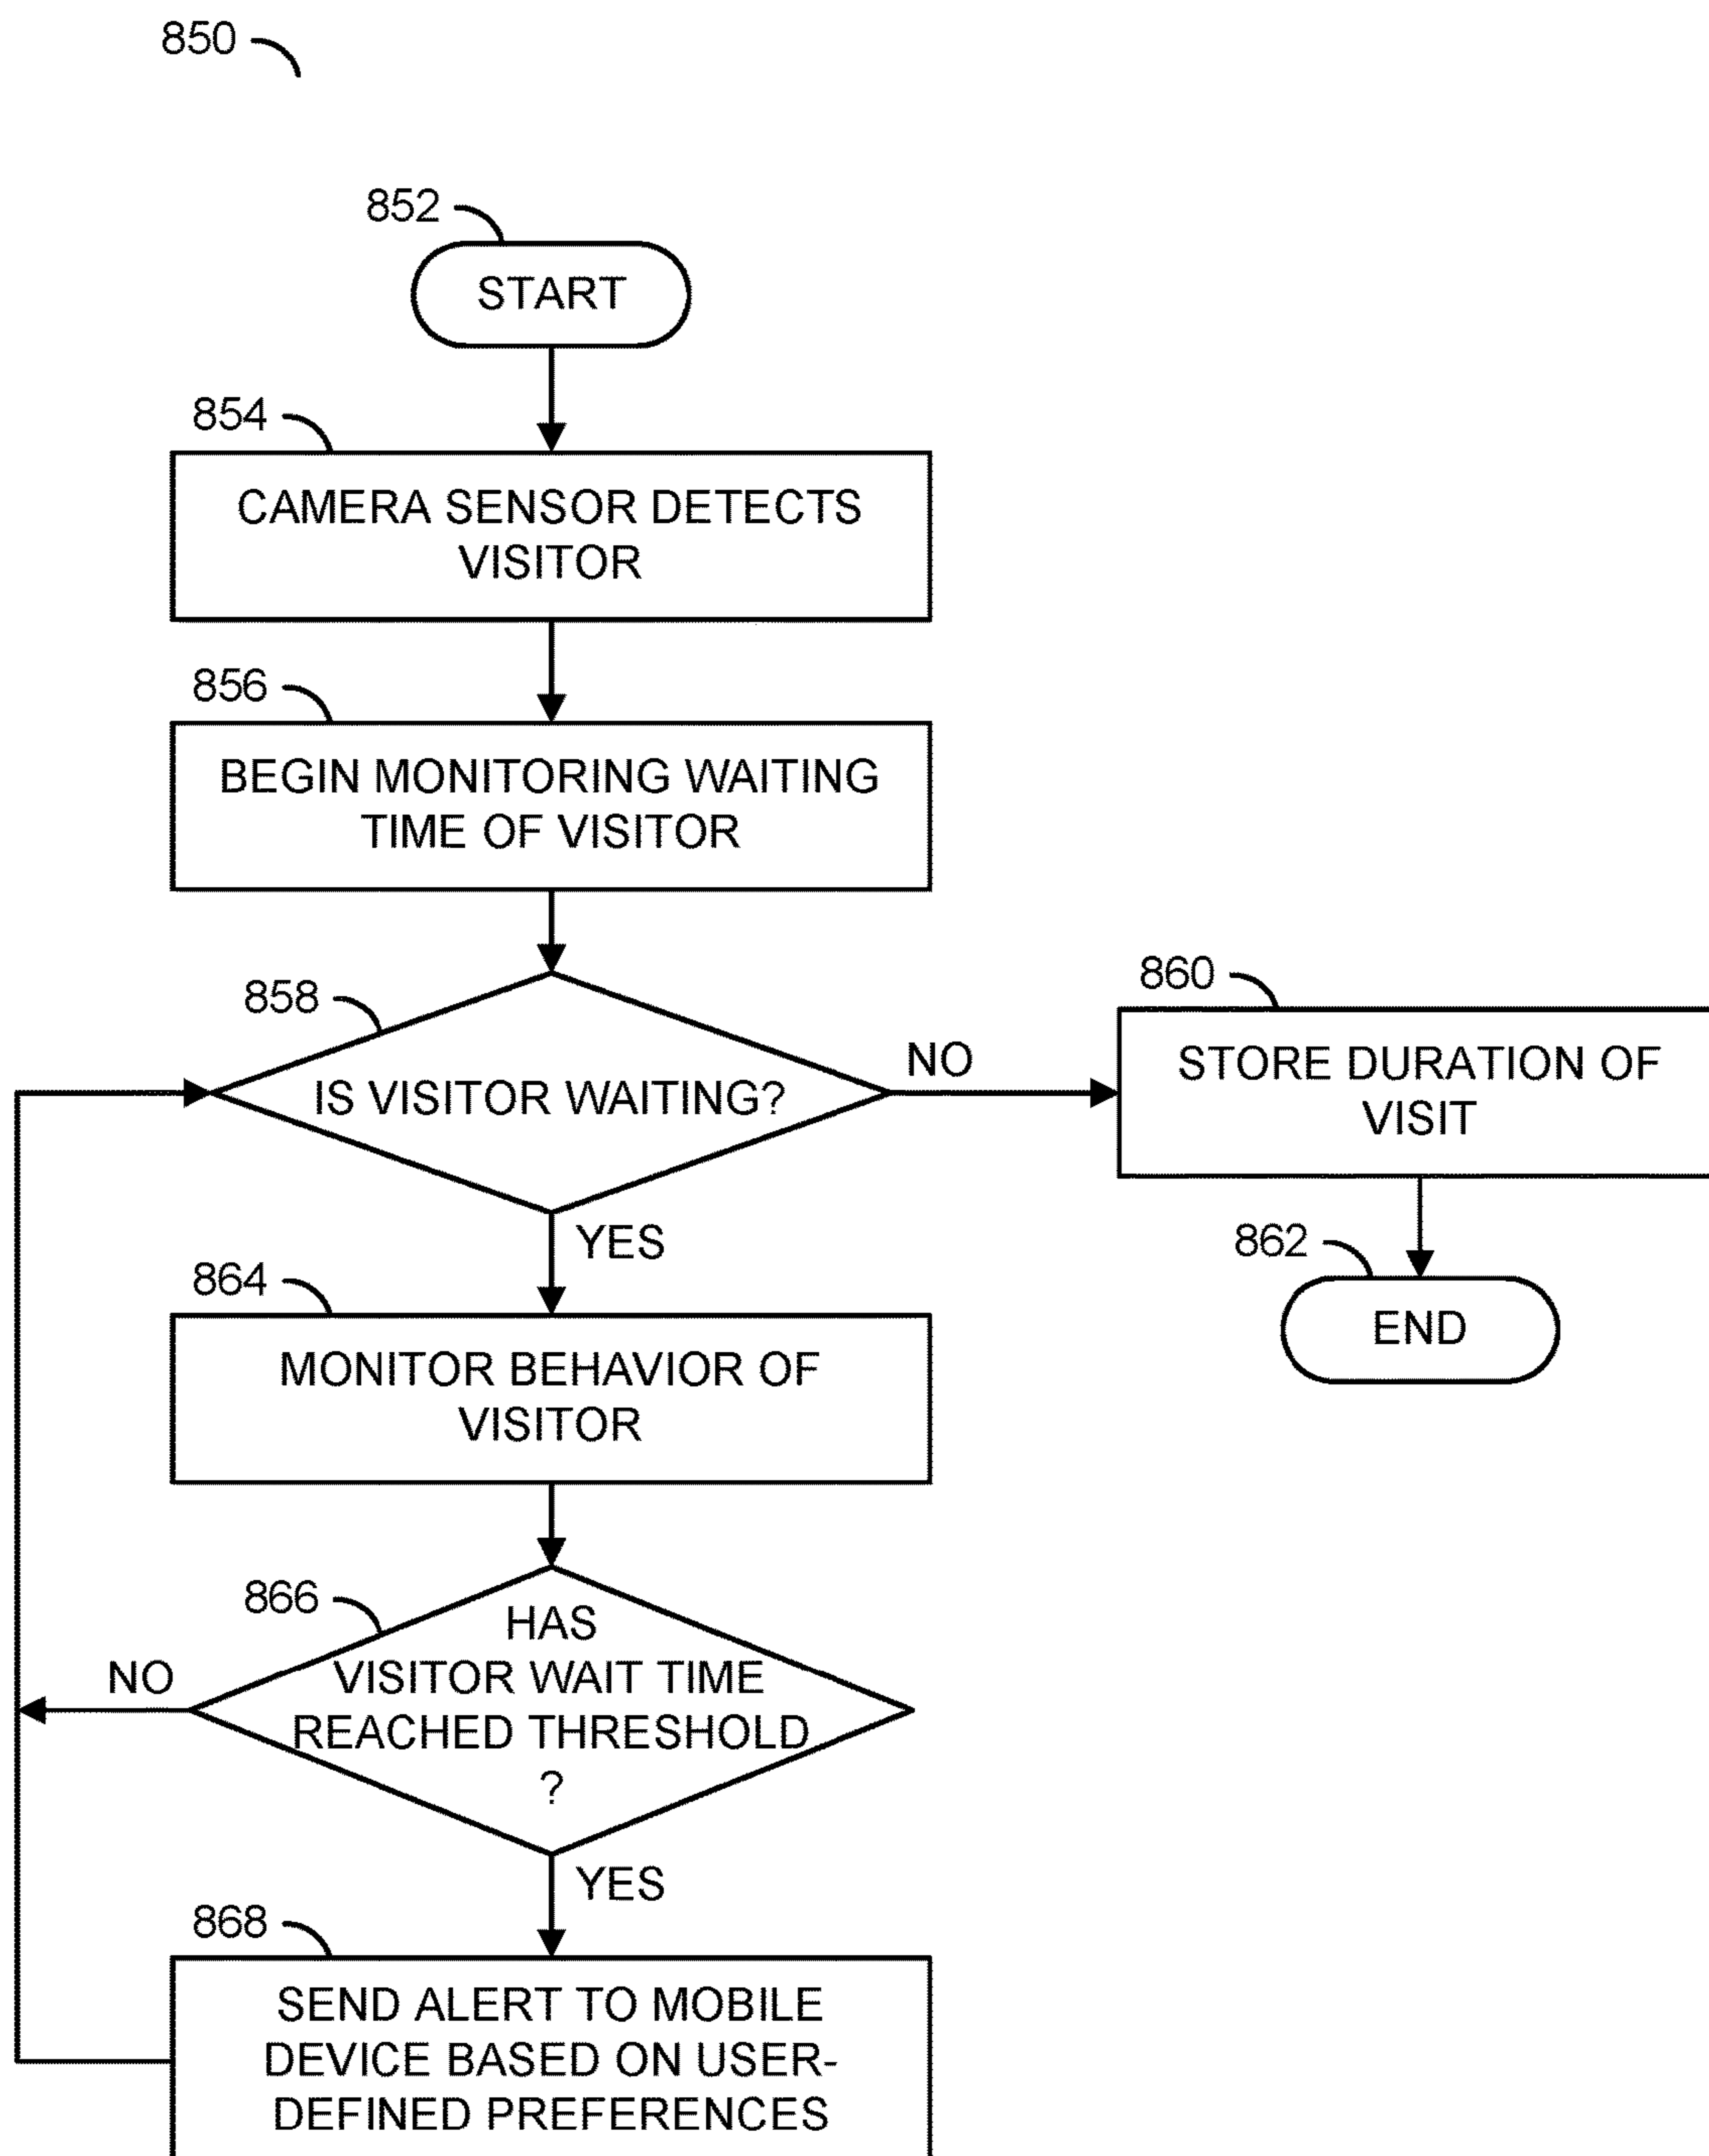 850
852
START
854
CAMERA SENSOR DETECTS
VISITOR
856
BEGIN MONITORING WAITING
TIME OF VISITOR
858
IS VISITOR WAITING?
NO
860
STORE DURATION OF
VISIT
YES
862
END
864
MONITOR BEHAVIOR OF
VISITOR
866
HAS
VISITOR WAIT TIME
REACHED THRESHOLD
?
NO
YES
868
SEND ALERT TO MOBILE
DEVICE BASED ON USER-
DEFINED PREFERENCES